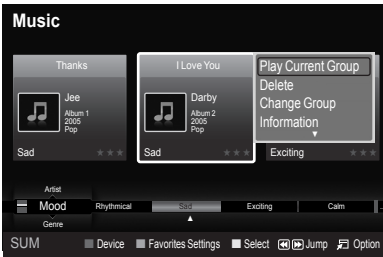 Music
Thanks
Jee
Album 1
2005
Pop
Sad
I Love You
Darby
Album 2
2005
Pop
Sad
Play Current Group
Delete
Change Group
Information
Exciting
Artist
Mood
Genre
Rhythmical Sad Exciting Calm
SUM Device Favorites Settings Select Jump Option